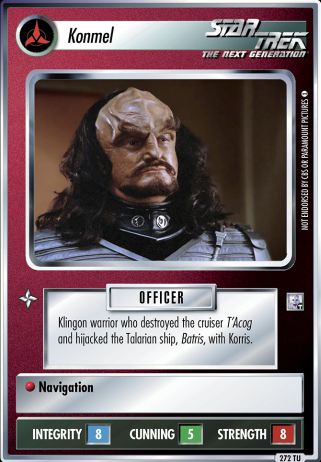 Konmel
STAR TREK
THE NEXT GENERATION
NOT ENDORSED BY CBS OR PARAMOUNT PICTURES
OFFICER
Klingon warrior who destroyed the cruiser T'Acog
and hijacked the Talarian ship, Batris, with Korris.
Navigation
INTEGRITY 8 CUNNING 5 STRENGTH 8
272 TU